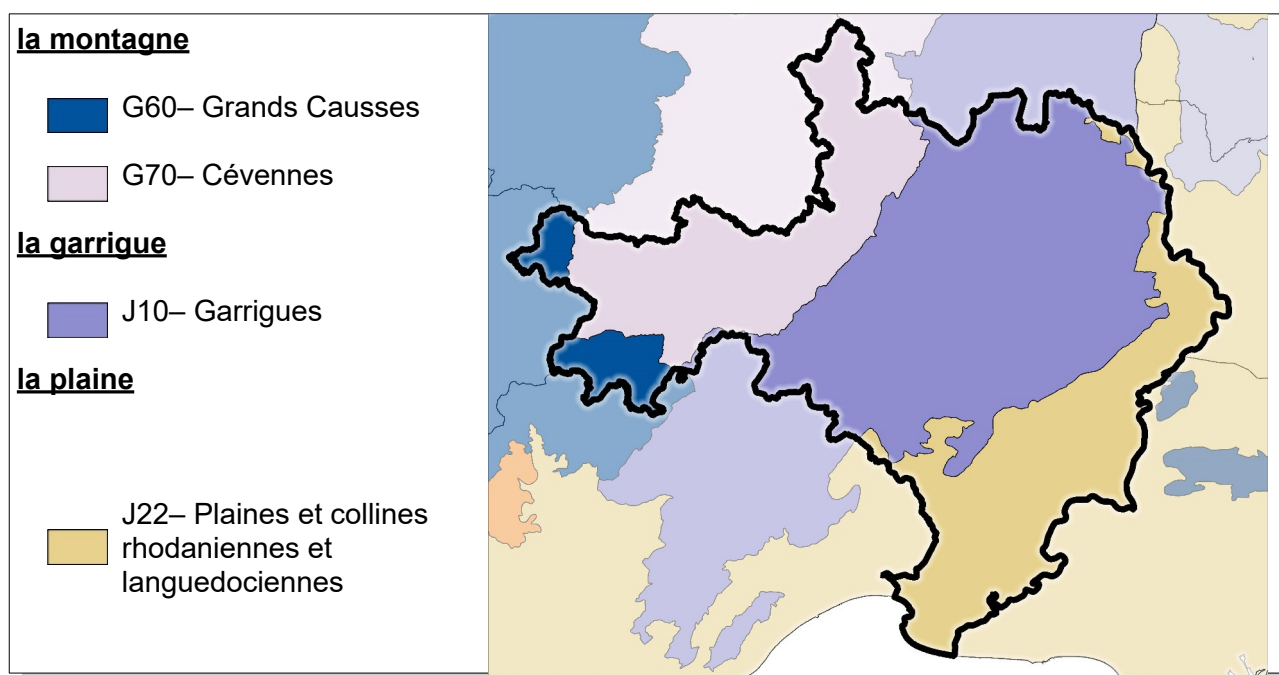 la montagne
G60– Grands Causses
G70– Cévennes
la garrigue
J10– Garrigues
la plaine
J22– Plaines et collines
rhodaniennes et
languedociennes